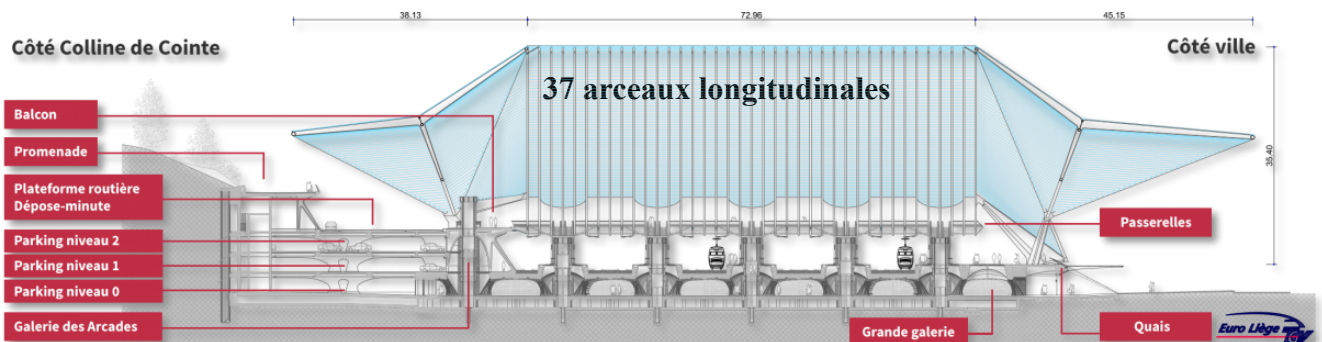 38.13
72.96
45.15
Côté Colline de Cointe
Côté ville
37 arceaux longitudinales
Balcon
Promenade
Plateforme routière
Dépose-minute
35.40
Passerelles
Parking niveau 2
Parking niveau 1
Parking niveau 0
Galerie des Arcades
Grande galerie
Quais
Euro Liège
TGV